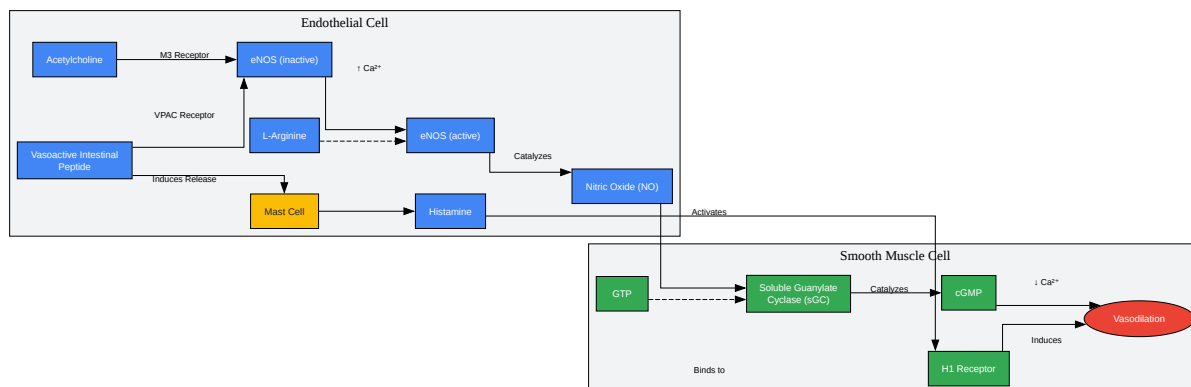 Endothelial Cell
Acetylcholine
M3 Receptor
eNOS (inactive)
↑ Ca²⁺
VPAC Receptor
L-Arginine
eNOS (active)
Vasoactive Intestinal
Peptide
Catalyzes
Induces Release
Nitric Oxide (NO)
Mast Cell
Histamine
Activates
Smooth Muscle Cell
GTP
Soluble Guanylate
Cyclase (sGC)
Catalyzes
cGMP
↓ Ca²⁺
Vasodilation
Induces
H1 Receptor
Binds to